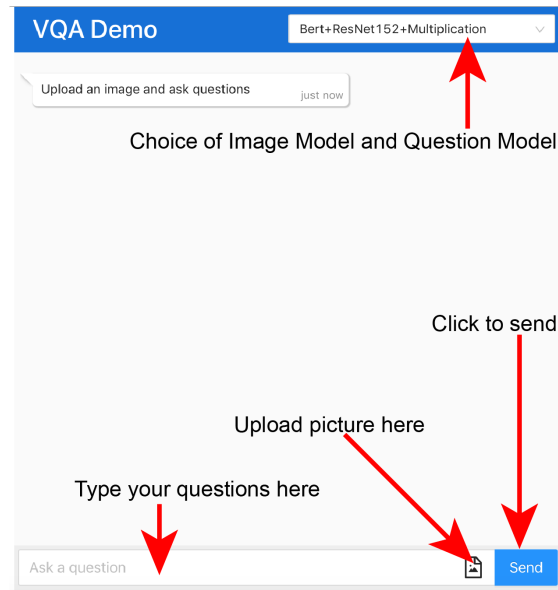 VQA Demo
Bert+ResNet152+Multiplication
Upload an image and ask questions
just now
Choice of Image Model and Question Model
Click to send
Upload picture here
Type your questions here
Ask a question
Send